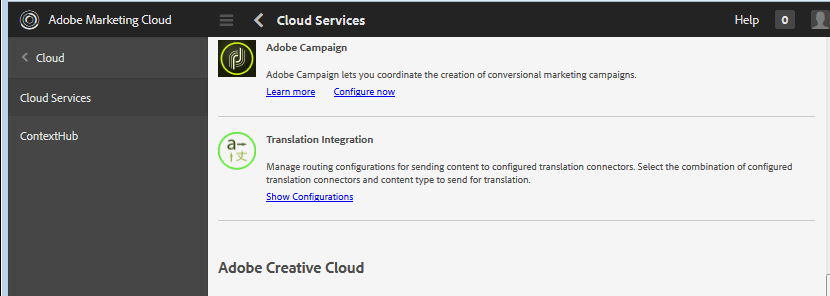 Adobe Marketing Cloud
Cloud Services
Help
0
Cloud
Cloud Services
ContextHub
Adobe Campaign
Adobe Campaign lets you coordinate the creation of conversional marketing campaigns.
Learn more Configure now
a
文
Translation Integration
Manage routing configurations for sending content to configured translation connectors. Select the combination of configured
translation connectors and content type to send for translation.
Show Configurations
Adobe Creative Cloud